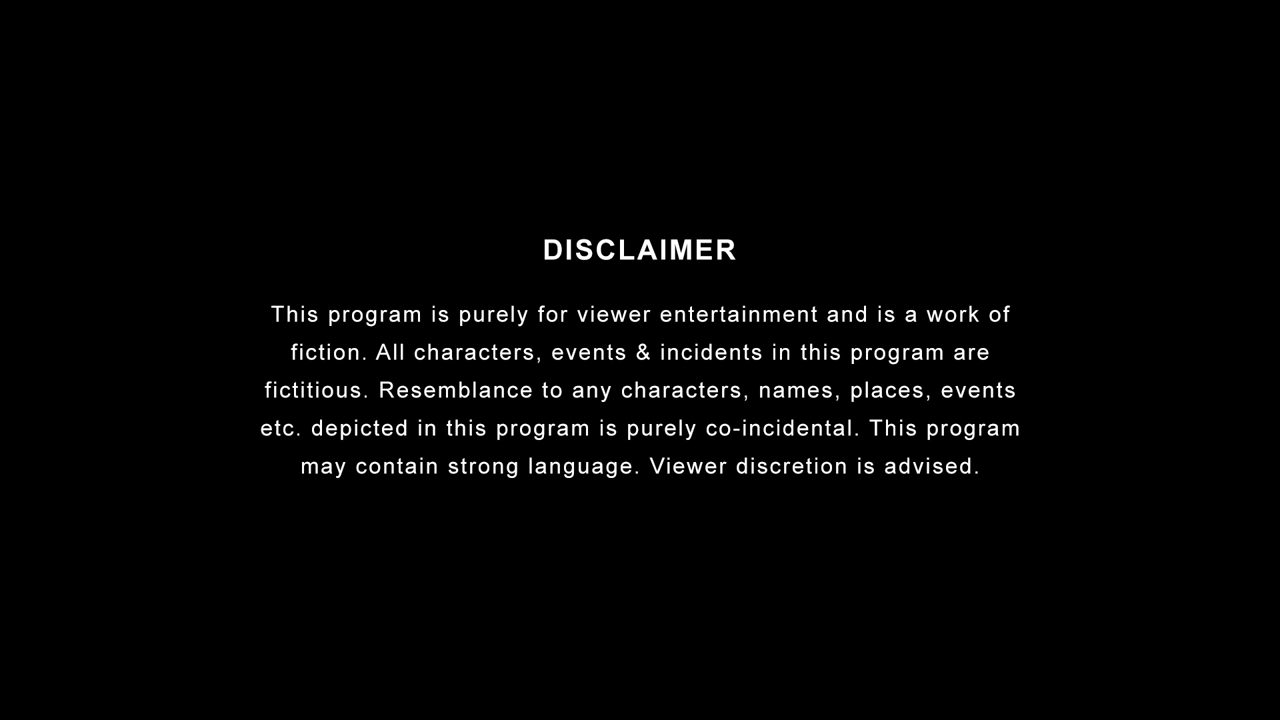 DISCLAIMER
This program is purely for viewer entertainment and is a work of
fiction. All characters, events & incidents in this program are
fictitious. Resemblance to any characters, names, places, events
etc. depicted in this program is purely co-incidental. This program
may contain strong language. Viewer discretion is advised.